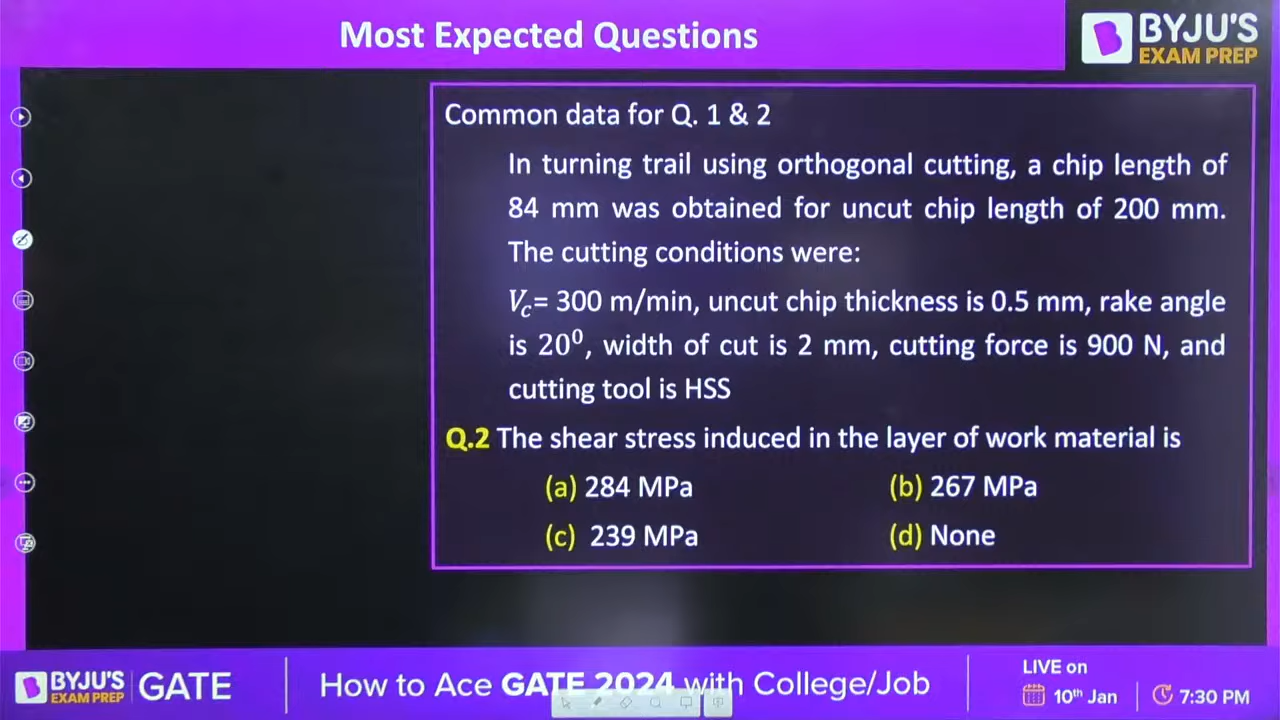 Most Expected Questions
BYJU'S
EXAM PREP
Common data for Q. 1 & 2
In turning trail using orthogonal cutting, a chip length of
84 mm was obtained for uncut chip length of 200 mm.
The cutting conditions were:
V𝑐= 300 m/min, uncut chip thickness is 0.5 mm, rake angle
is 20⁰, width of cut is 2 mm, cutting force is 900 N, and
cutting tool is HSS
Q.2 The shear stress induced in the layer of work material is
(a) 284 MPa (b) 267 MPa
(c) 239 MPa (d) None
BYJU'S
EXAM PREP
GATE
How to Ace GATE 2024 with College/Job
LIVE on
10th Jan
7:30 PM